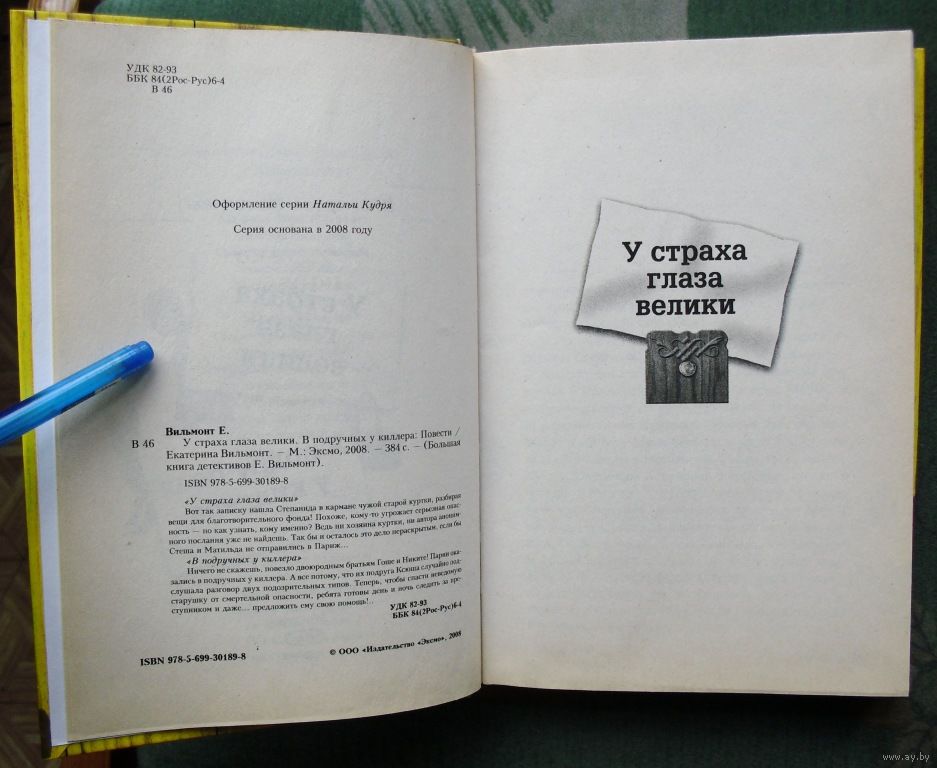 УДК 82-93
ББК 84(2Рос-Рус)6-4
В 46
Оформление серии Натальи Кудря
Серия основана в 2008 году
Вильмонт Е.
В 46 У страха глаза велики. В подручных у киллера: Повести /
Екатерина Вильмонт. — М.: Эксмо, 2008. — 384 с. — (Большая
книга детективов Е. Вильмонт).
ISBN 978-5-699-30189-8
«У страха глаза велики»
Вот так записку нашла Степанида в кармане чужой старой куртки, разбирая
вещи для благотворительного фонда! Похоже, кому-то угрожает серьезная опас-
ность — но как узнать, кому именно? Ведь ни хозяина куртки, ни автора аноним-
ного послания уже не найдешь. Так бы и осталось это дело нераскрытым, если бы
Стеша и Матильда не отправились в Париж...
«В подручных у киллера»
Ничего не скажешь, повезло двоюродным братьям Гоше и Никите! Парни ока-
зались в подручных у киллера. А все потому, что их подруга Ксюша случайно под-
слушала разговор двух подозрительных типов. Теперь, чтобы спасти неведомую
старушку от смертельной опасности, ребята готовы день и ночь следить за пре-
ступником и даже... предложить ему свою помощь!..
УДК 82-93
ББК 84(2Рос-Рус)6-4
ISBN 978-5-699-30189-8
© ООО «Издательство «Эксмо», 2008
У страха
глаза
велики
www.ay.by